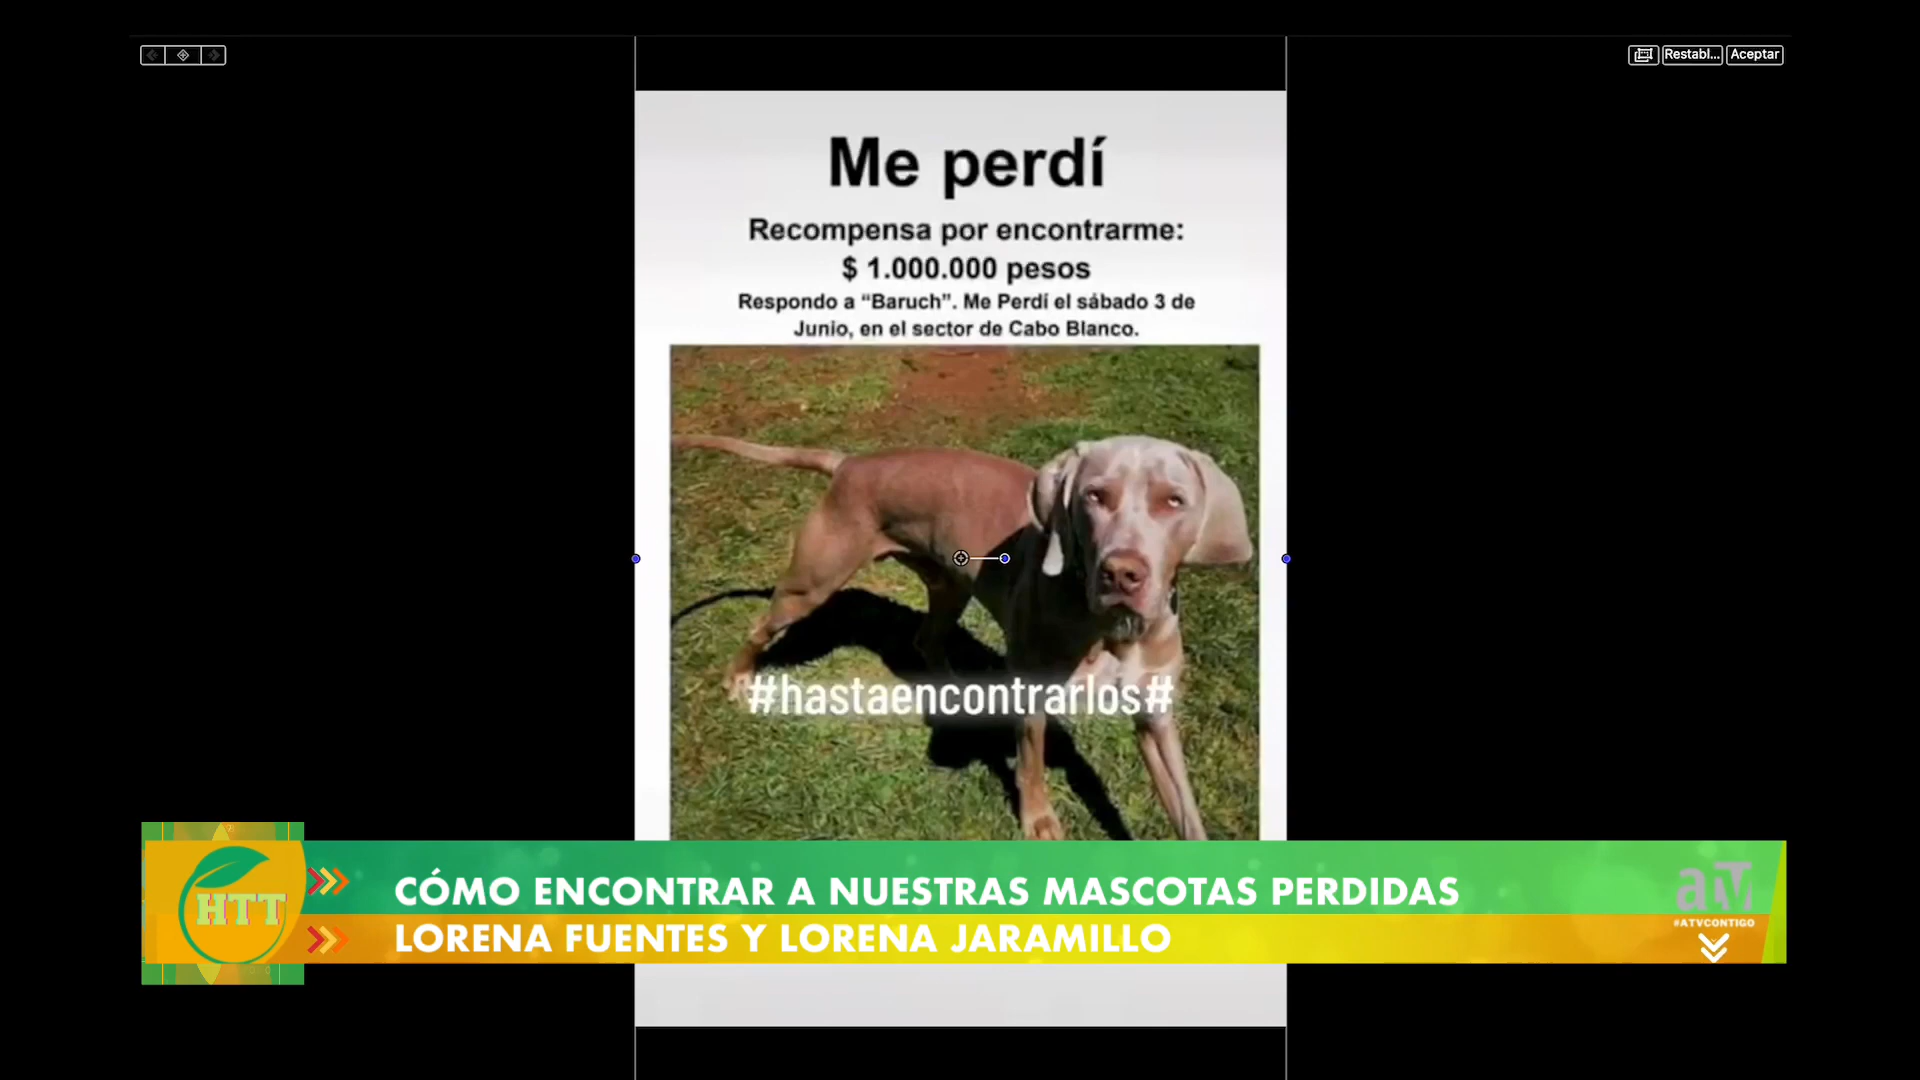 Restabl...
Aceptar
Me perdí
Recompensa por encontrarme:
$ 1.000.000 pesos
Respondo a “Baruch”. Me Perdí el sábado 3 de
Junio, en el sector de Cabo Blanco.
#hastaencontrarlos#
HTT
CÓMO ENCONTRAR A NUESTRAS MASCOTAS PERDIDAS
LORENA FUENTES Y LORENA JARAMILLO
aTV
#ATVCONTIGO